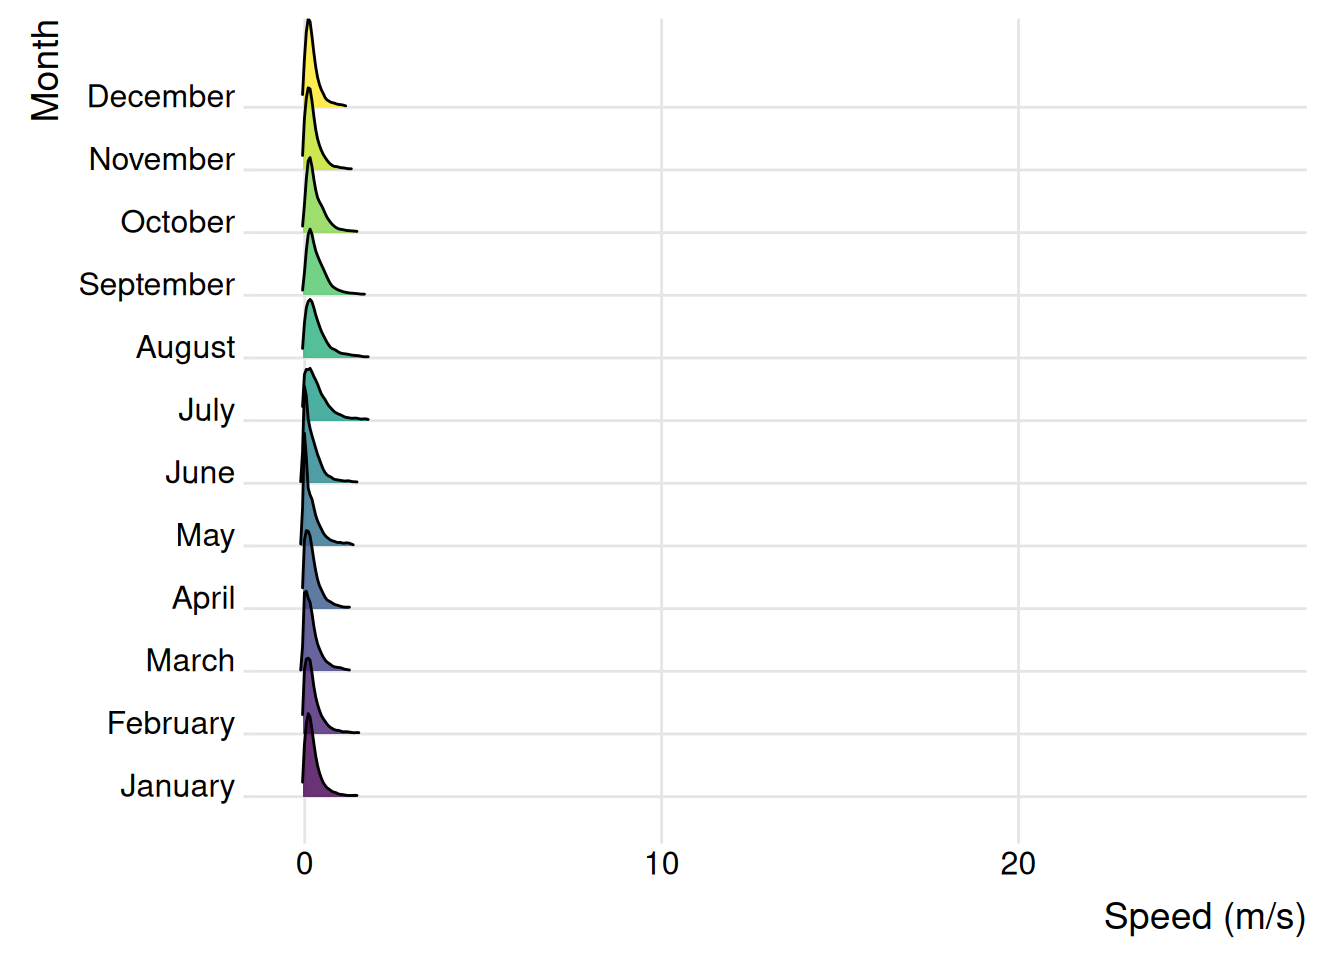 Month
December
November
October
September
August
July
June
May
April
March
February
January
0 10 20
Speed (m/s)